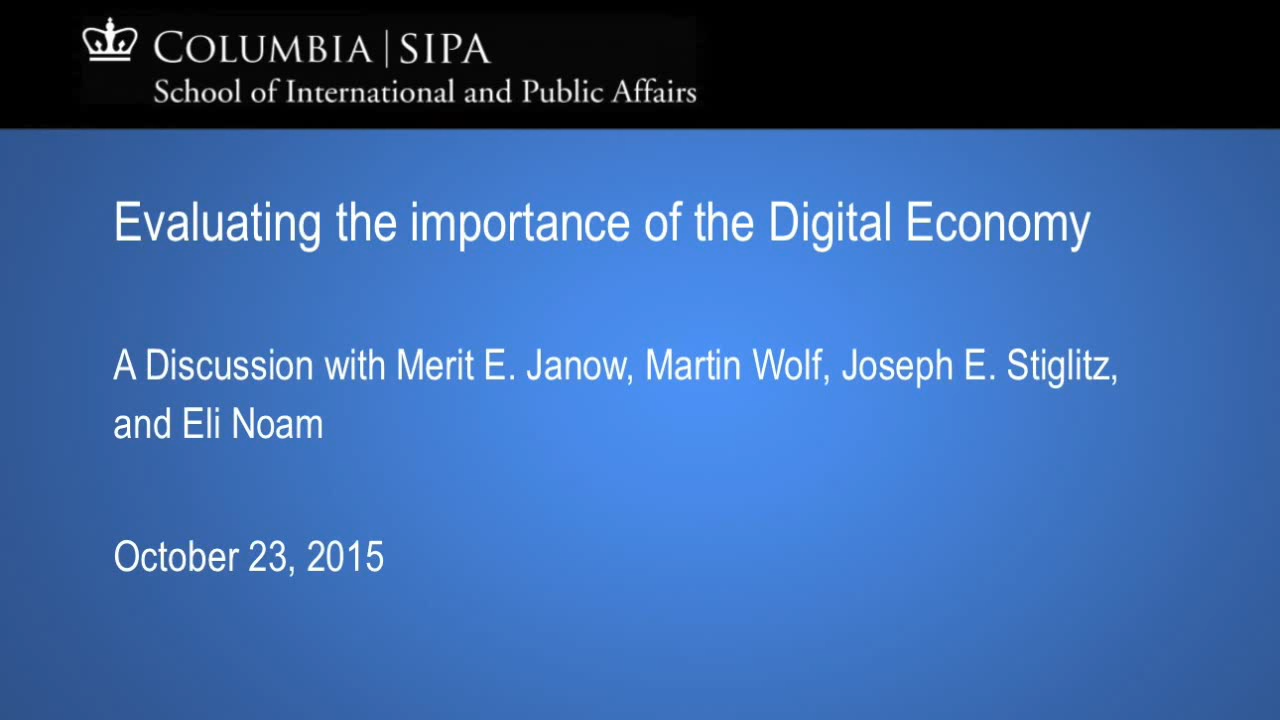 COLUMBIA | SIPA
School of International and Public Affairs
Evaluating the importance of the Digital Economy
A Discussion with Merit E. Janow, Martin Wolf, Joseph E. Stiglitz,
and Eli Noam
October 23, 2015